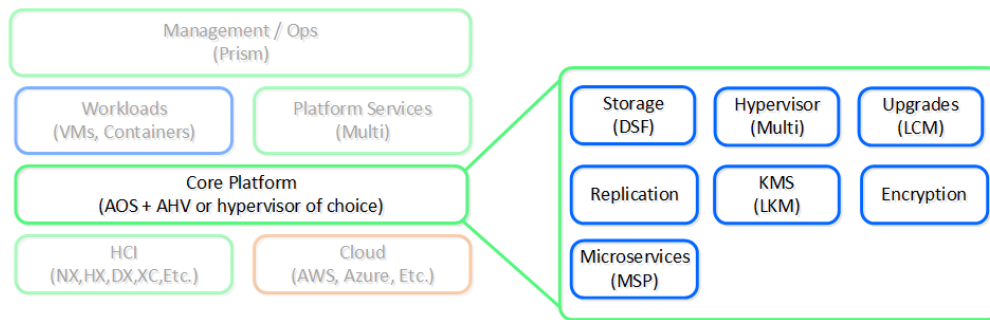 Management / Ops
(Prism)
Workloads
(VMs, Containers)
Platform Services
(Multi)
Core Platform
(AOS + AHV or hypervisor of choice)
HCI
(NX,HX,DX,XC,Etc.)
Cloud
(AWS, Azure, Etc.)
Storage
(DSF)
Hypervisor
(Multi)
Upgrades
(LCM)
Replication
KMS
(LKM)
Encryption
Microservices
(MSP)